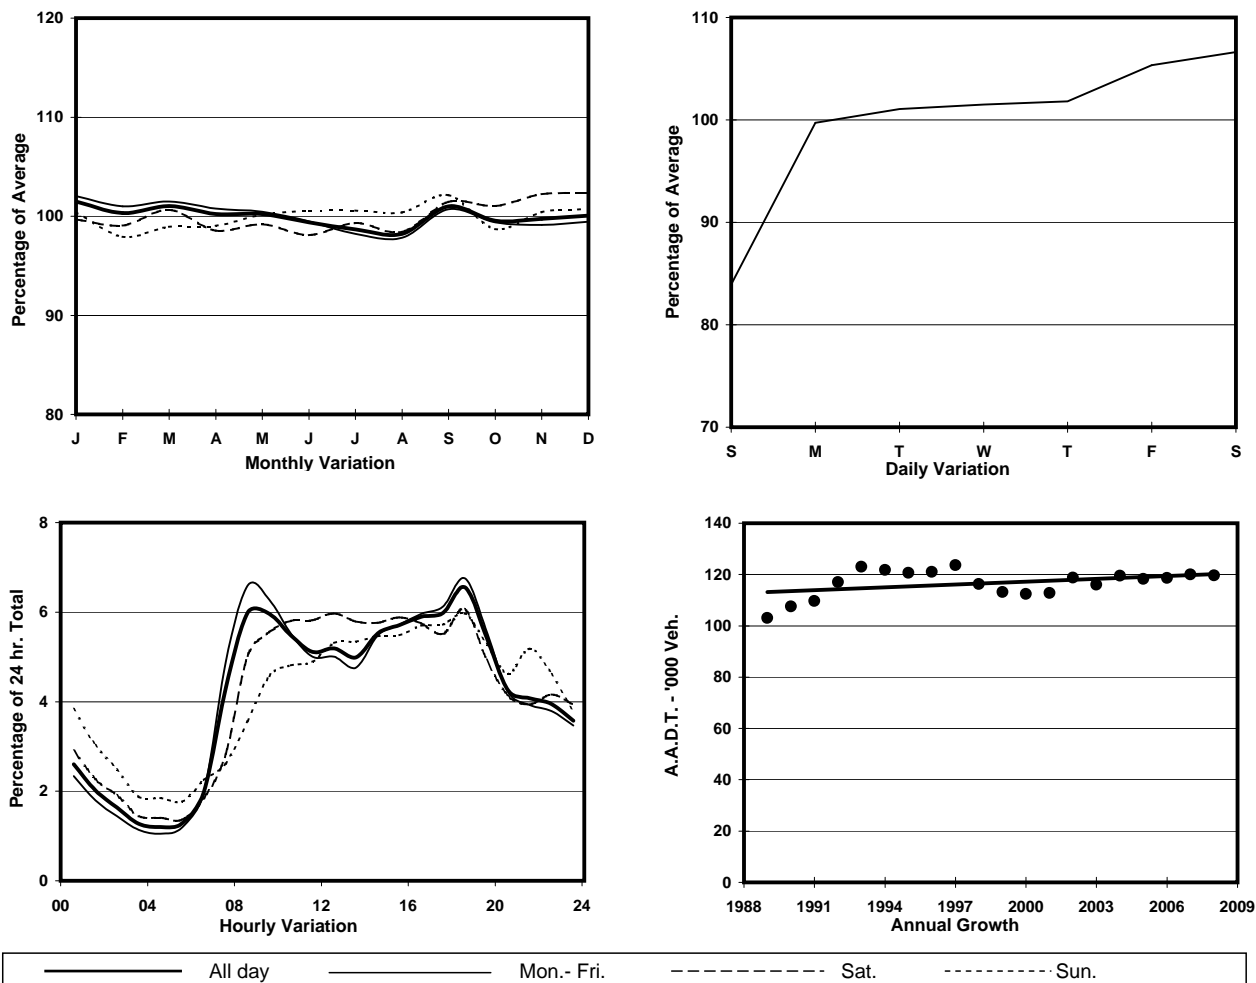 120
110
100
90
80
Percentage of Average
J F M A M J J A S O N D
Monthly Variation
110
100
90
80
70
Percentage of Average
S M T W T F S
Daily Variation
8
6
4
2
0
Percentage of 24 hr. Total
00 04 08 12 16 20 24
Hourly Variation
140
120
100
80
60
40
20
0
A.A.D.T. - '000 Veh.
1988 1991 1994 1997 2000 2003 2006 2009
Annual Growth
All day Mon.- Fri. Sat. Sun.